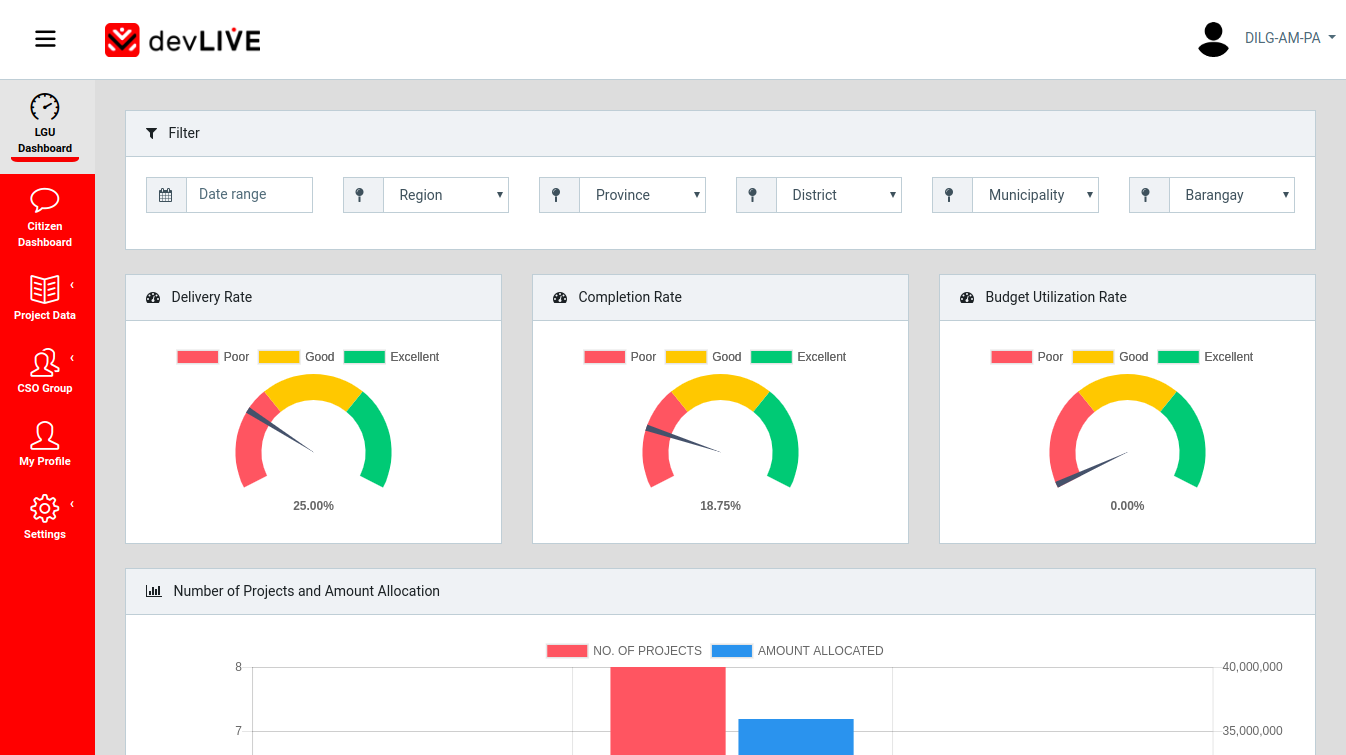 devLIVE
DILG-AM-PA
LGU
Dashboard
Citizen
Dashboard
Project Data
CSO Group
My Profile
Settings
Filter
Date range
Region
Province
District
Municipality
Barangay
Delivery Rate
Poor Good Excellent
25.00%
Completion Rate
Poor Good Excellent
18.75%
Budget Utilization Rate
Poor Good Excellent
0.00%
Number of Projects and Amount Allocation
NO. OF PROJECTS AMOUNT ALLOCATED
8 40,000,000
7 35,000,000